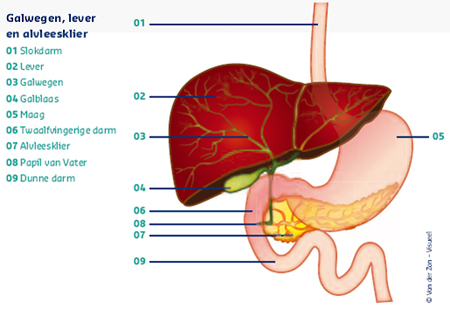 Galwegen, lever
en alvleesklier
01 Slokdarm
02 Lever
03 Galwegen
04 Galblaas
05 Maag
06 Twaalfvingerige darm
07 Alvleesklier
08 Papil van Vater
09 Dunne darm
01
02
03
04
05
06
08
07
09
© Van der Zon - Visueel